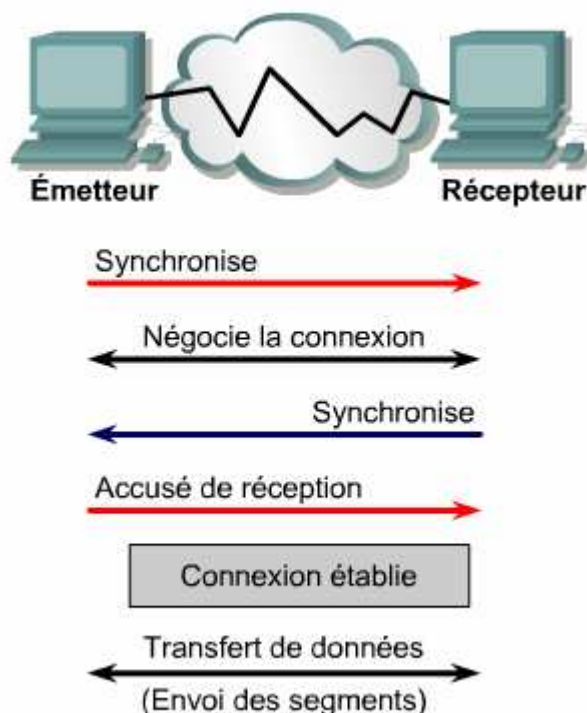 Émetteur
Récepteur
Synchronise
Négocie la connexion
Synchronise
Accusé de réception
Connexion établie
Transfert de données
(Envoi des segments)